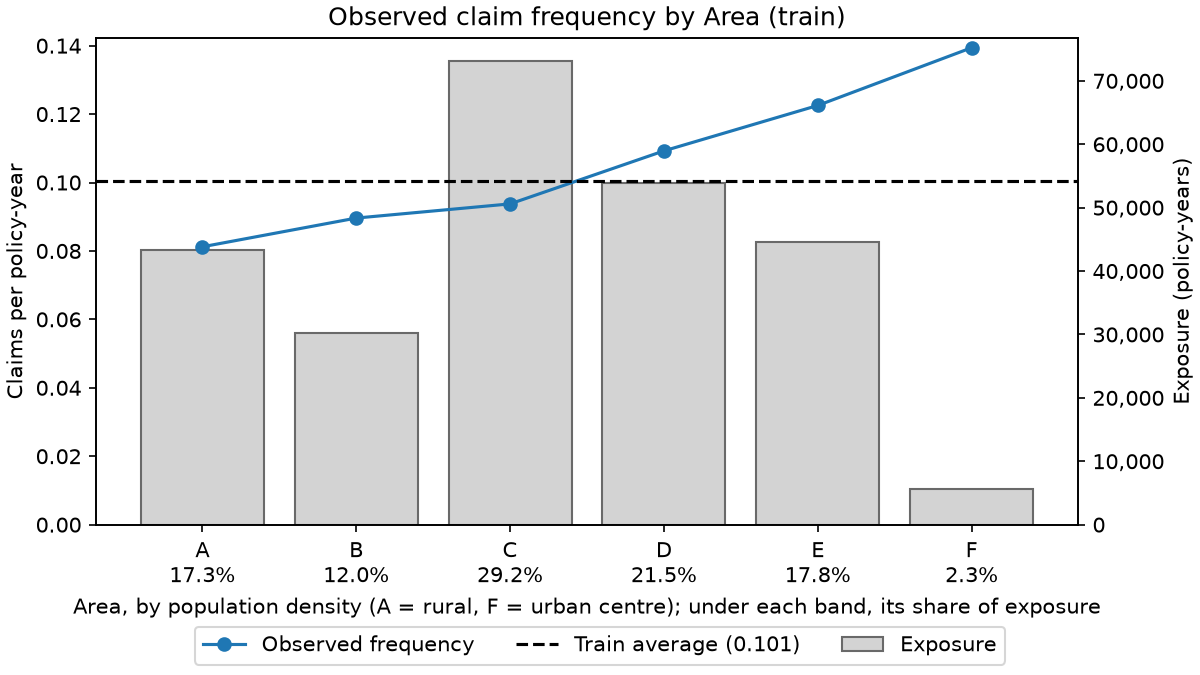 Observed claim frequency by Area (train)
Claims per policy-year
0.14
0.12
0.10
0.08
0.06
0.04
0.02
0.00
70,000
60,000
50,000
40,000
30,000
20,000
10,000
0
Exposure (policy-years)
A B C D E F
17.3% 12.0% 29.2% 21.5% 17.8% 2.3%
Area, by population density (A = rural, F = urban centre); under each band, its share of exposure
Observed frequency Train average (0.101) Exposure